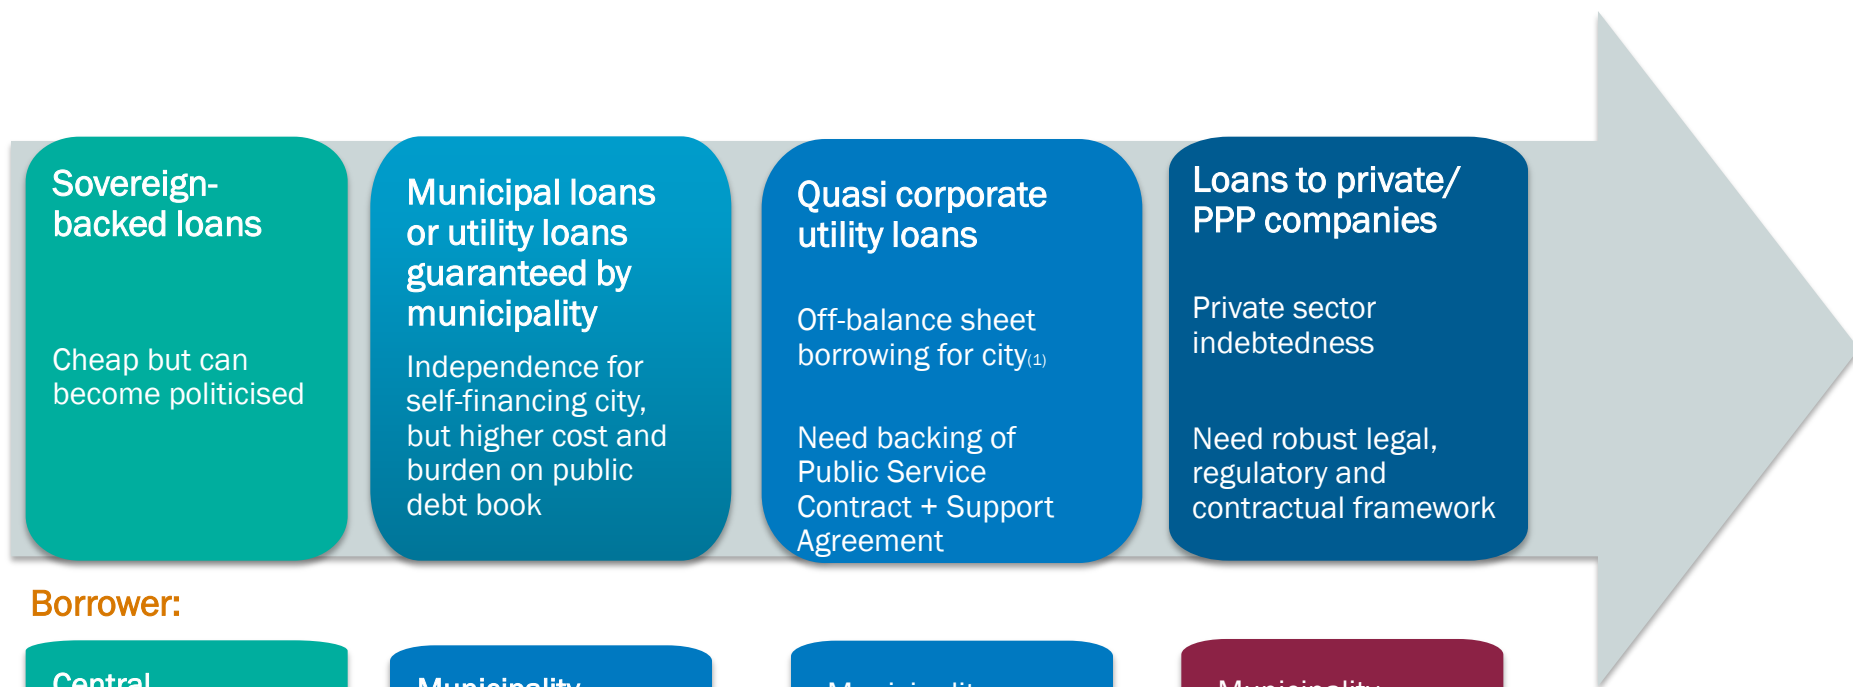 Sovereign-
backed loans
Cheap but can
become politicised
Municipal loans
or utility loans
guaranteed by
municipality
Independence for
self-financing city,
but higher cost and
burden on public
debt book
Quasi corporate
utility loans
Off-balance sheet
borrowing for city(1)
Need backing of
Public Service
Contract + Support
Agreement
Loans to private/
PPP companies
Private sector
indebtedness
Need robust legal,
regulatory and
contractual framework
Borrower:
Central
Municipality
Municipality
Municipality